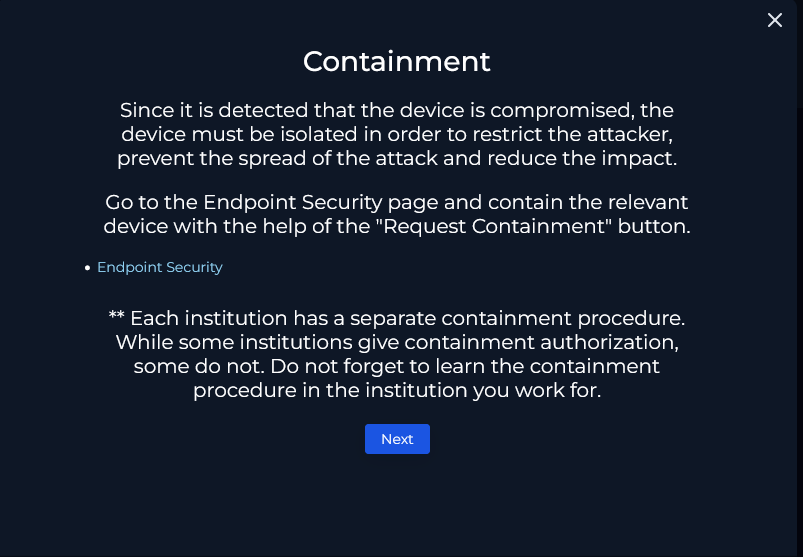 Containment
Since it is detected that the device is compromised, the
device must be isolated in order to restrict the attacker,
prevent the spread of the attack and reduce the impact.
Go to the Endpoint Security page and contain the relevant
device with the help of the "Request Containment" button.
• Endpoint Security
** Each institution has a separate containment procedure.
While some institutions give containment authorization,
some do not. Do not forget to learn the containment
procedure in the institution you work for.
Next